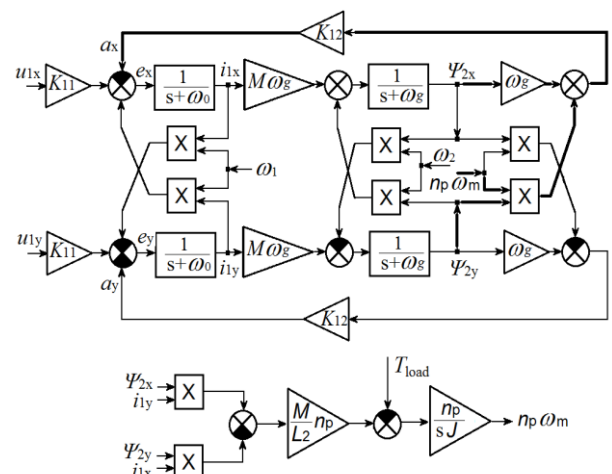 K12
ax
u1x K11 ex 1/(s+ω0) i1x Mωg 1/(s+ωg) Ψ2x ωg
X X X
ω1 ω2
npωm
X X X
u1y K11 ey 1/(s+ω0) i1y Mωg 1/(s+ωg) Ψ2y ωg
ay
K12
Tload
Ψ2x i1y X
M/L2 np np/sJ npωm
Ψ2y i1x X